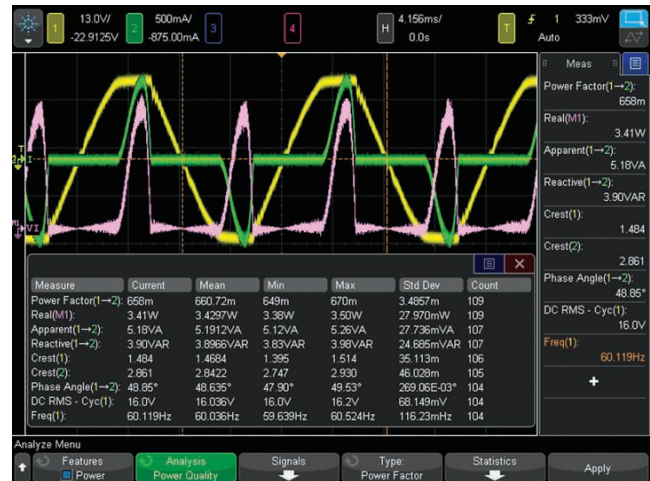 1 13.0V/ 2 500mA/ 3 4 H 4.156ms/ T 1 333mV
-22.9125V -875.00mA 0.0s Auto
Meas
Power Factor(1→2):
658m
Real(M1):
3.41W
Apparent(1→2):
5.18VA
Reactive(1→2):
3.90VAR
Crest(1):
1.484
Crest(2):
2.861
Phase Angle(1→2):
48.85°
DC RMS - Cyc(1):
16.0V
Freq(1):
60.119Hz
+
T
I
VI
Measure Current Mean Min Max Std Dev Count
Power Factor(1→2): 658m 660.72m 649m 670m 3.4857m 109
Real(M1): 3.41W 3.4297W 3.38W 3.50W 27.970mW 109
Apparent(1→2): 5.18VA 5.1912VA 5.12VA 5.26VA 27.736mVA 107
Reactive(1→2): 3.90VAR 3.8966VAR 3.83VAR 3.98VAR 24.685mVAR 107
Crest(1): 1.484 1.4684 1.395 1.514 35.113m 106
Crest(2): 2.861 2.8422 2.747 2.930 46.028m 105
Phase Angle(1→2): 48.85° 48.635° 47.90° 49.53° 269.06E-03° 104
DC RMS - Cyc(1): 16.0V 16.036V 16.0V 16.2V 68.149mV 104
Freq(1): 60.119Hz 60.036Hz 59.639Hz 60.524Hz 116.23mHz 104
Analyze Menu
Features Analysis Signals Type: Statistics Apply
Power Power Quality Power Factor